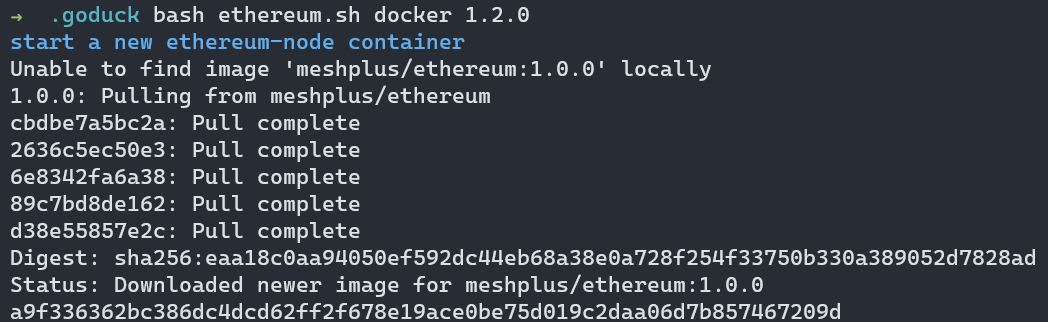 → .goduck bash ethereum.sh docker 1.2.0
start a new ethereum-node container
Unable to find image 'meshplus/ethereum:1.0.0' locally
1.0.0: Pulling from meshplus/ethereum
cbdbe7a5bc2a: Pull complete
2636c5ec50e3: Pull complete
6e8342fa6a38: Pull complete
89c7bd8de162: Pull complete
d38e55857e2c: Pull complete
Digest: sha256:eaa18c0aa94050ef592dc44eb68a38e0a728f254f33750b330a389052d7828ad
Status: Downloaded newer image for meshplus/ethereum:1.0.0
a9f336362bc386dc4dcd62ff2f678e19ace0be75d019c2daa06d7b857467209d